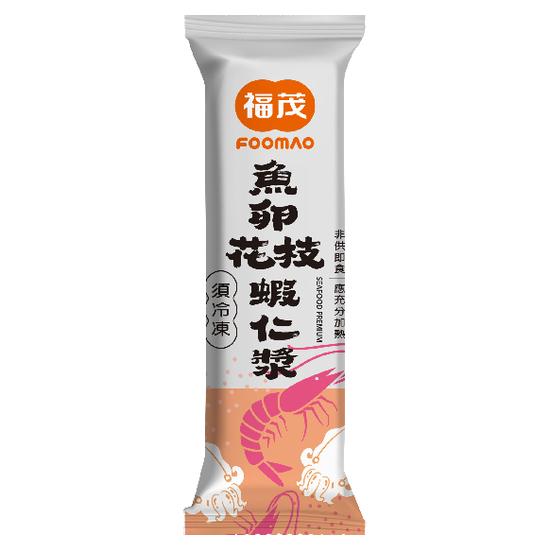 福茂
FOOMAO
魚
卵
花枝
蝦
仁
漿
須冷凍
非供即食 應充分加熱
SEAFOOD PREMIUM